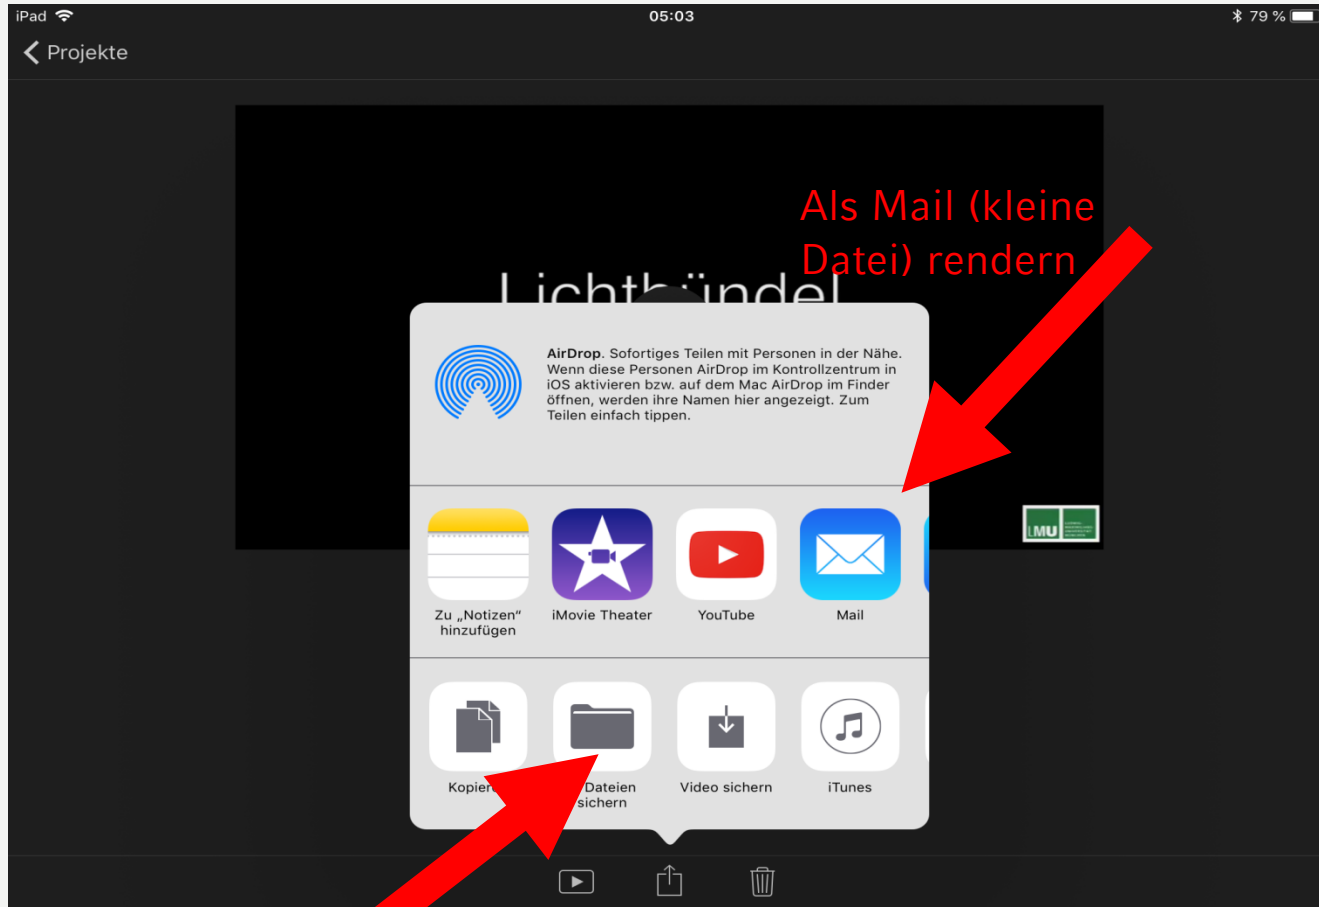 iPad
05:03
79 %
Projekte
Als Mail (kleine
Datei) rendern
Lichtbündel
AirDrop. Sofortiges Teilen mit Personen in der Nähe.
Wenn diese Personen AirDrop im Kontrollzentrum in
iOS aktivieren bzw. auf dem Mac AirDrop im Finder
öffnen, werden ihre Namen hier angezeigt. Zum
Teilen einfach tippen.
LMU
Zu „Notizen“
hinzufügen
iMovie Theater
YouTube
Mail
Dateien
sichern
Video sichern
iTunes